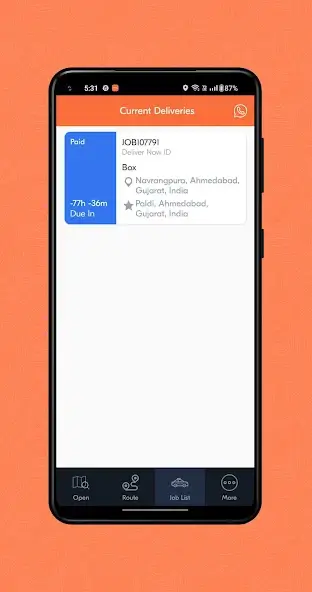 5:31
87%
Current Deliveries
Paid
JOB107791
Deliver Now ID
Box
Navrangpura, Ahmedabad,
Gujarat, India
-77h -36m
Due In
Paldi, Ahmedabad,
Gujarat, India
Open
Route
Job List
More